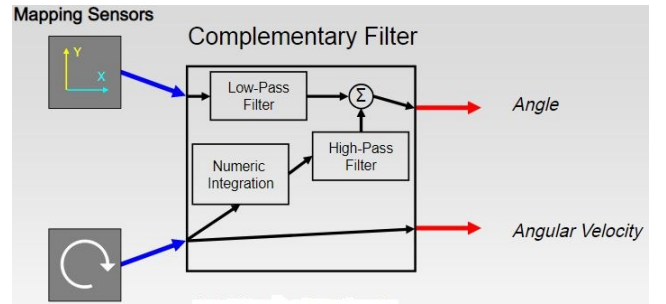 Mapping Sensors
Complementary Filter
Y
X
Low-Pass
Filter
Σ
Angle
High-Pass
Filter
Numeric
Integration
Angular Velocity